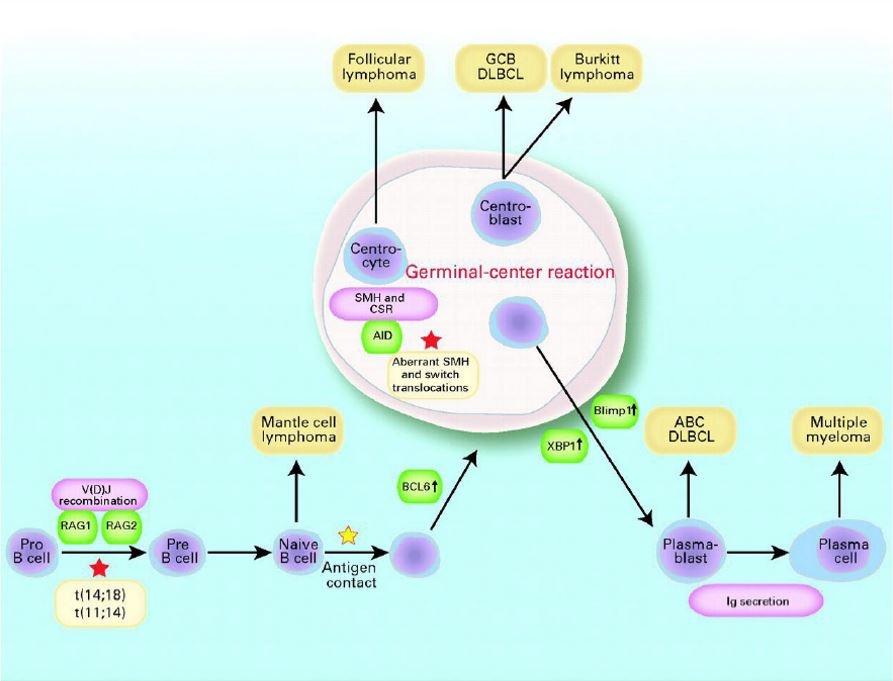 Follicular
lymphoma
GCB
DLBCL
Burkitt
lymphoma
Centro-
blast
Centro-
cyte
Germinal-center reaction
SMH and
CSR
AID
Aberrant SMH
and switch
translocations
Mantle cell
lymphoma
Blimp1↑
XBP1↑
ABC
DLBCL
Multiple
myeloma
BCL6↑
V(D)J
recombination
RAG1
RAG2
Pro
B cell
Pre
B cell
Naive
B cell
Antigen
contact
Plasma-
blast
Plasma
cell
t(14;18)
t(11;14)
Ig secretion